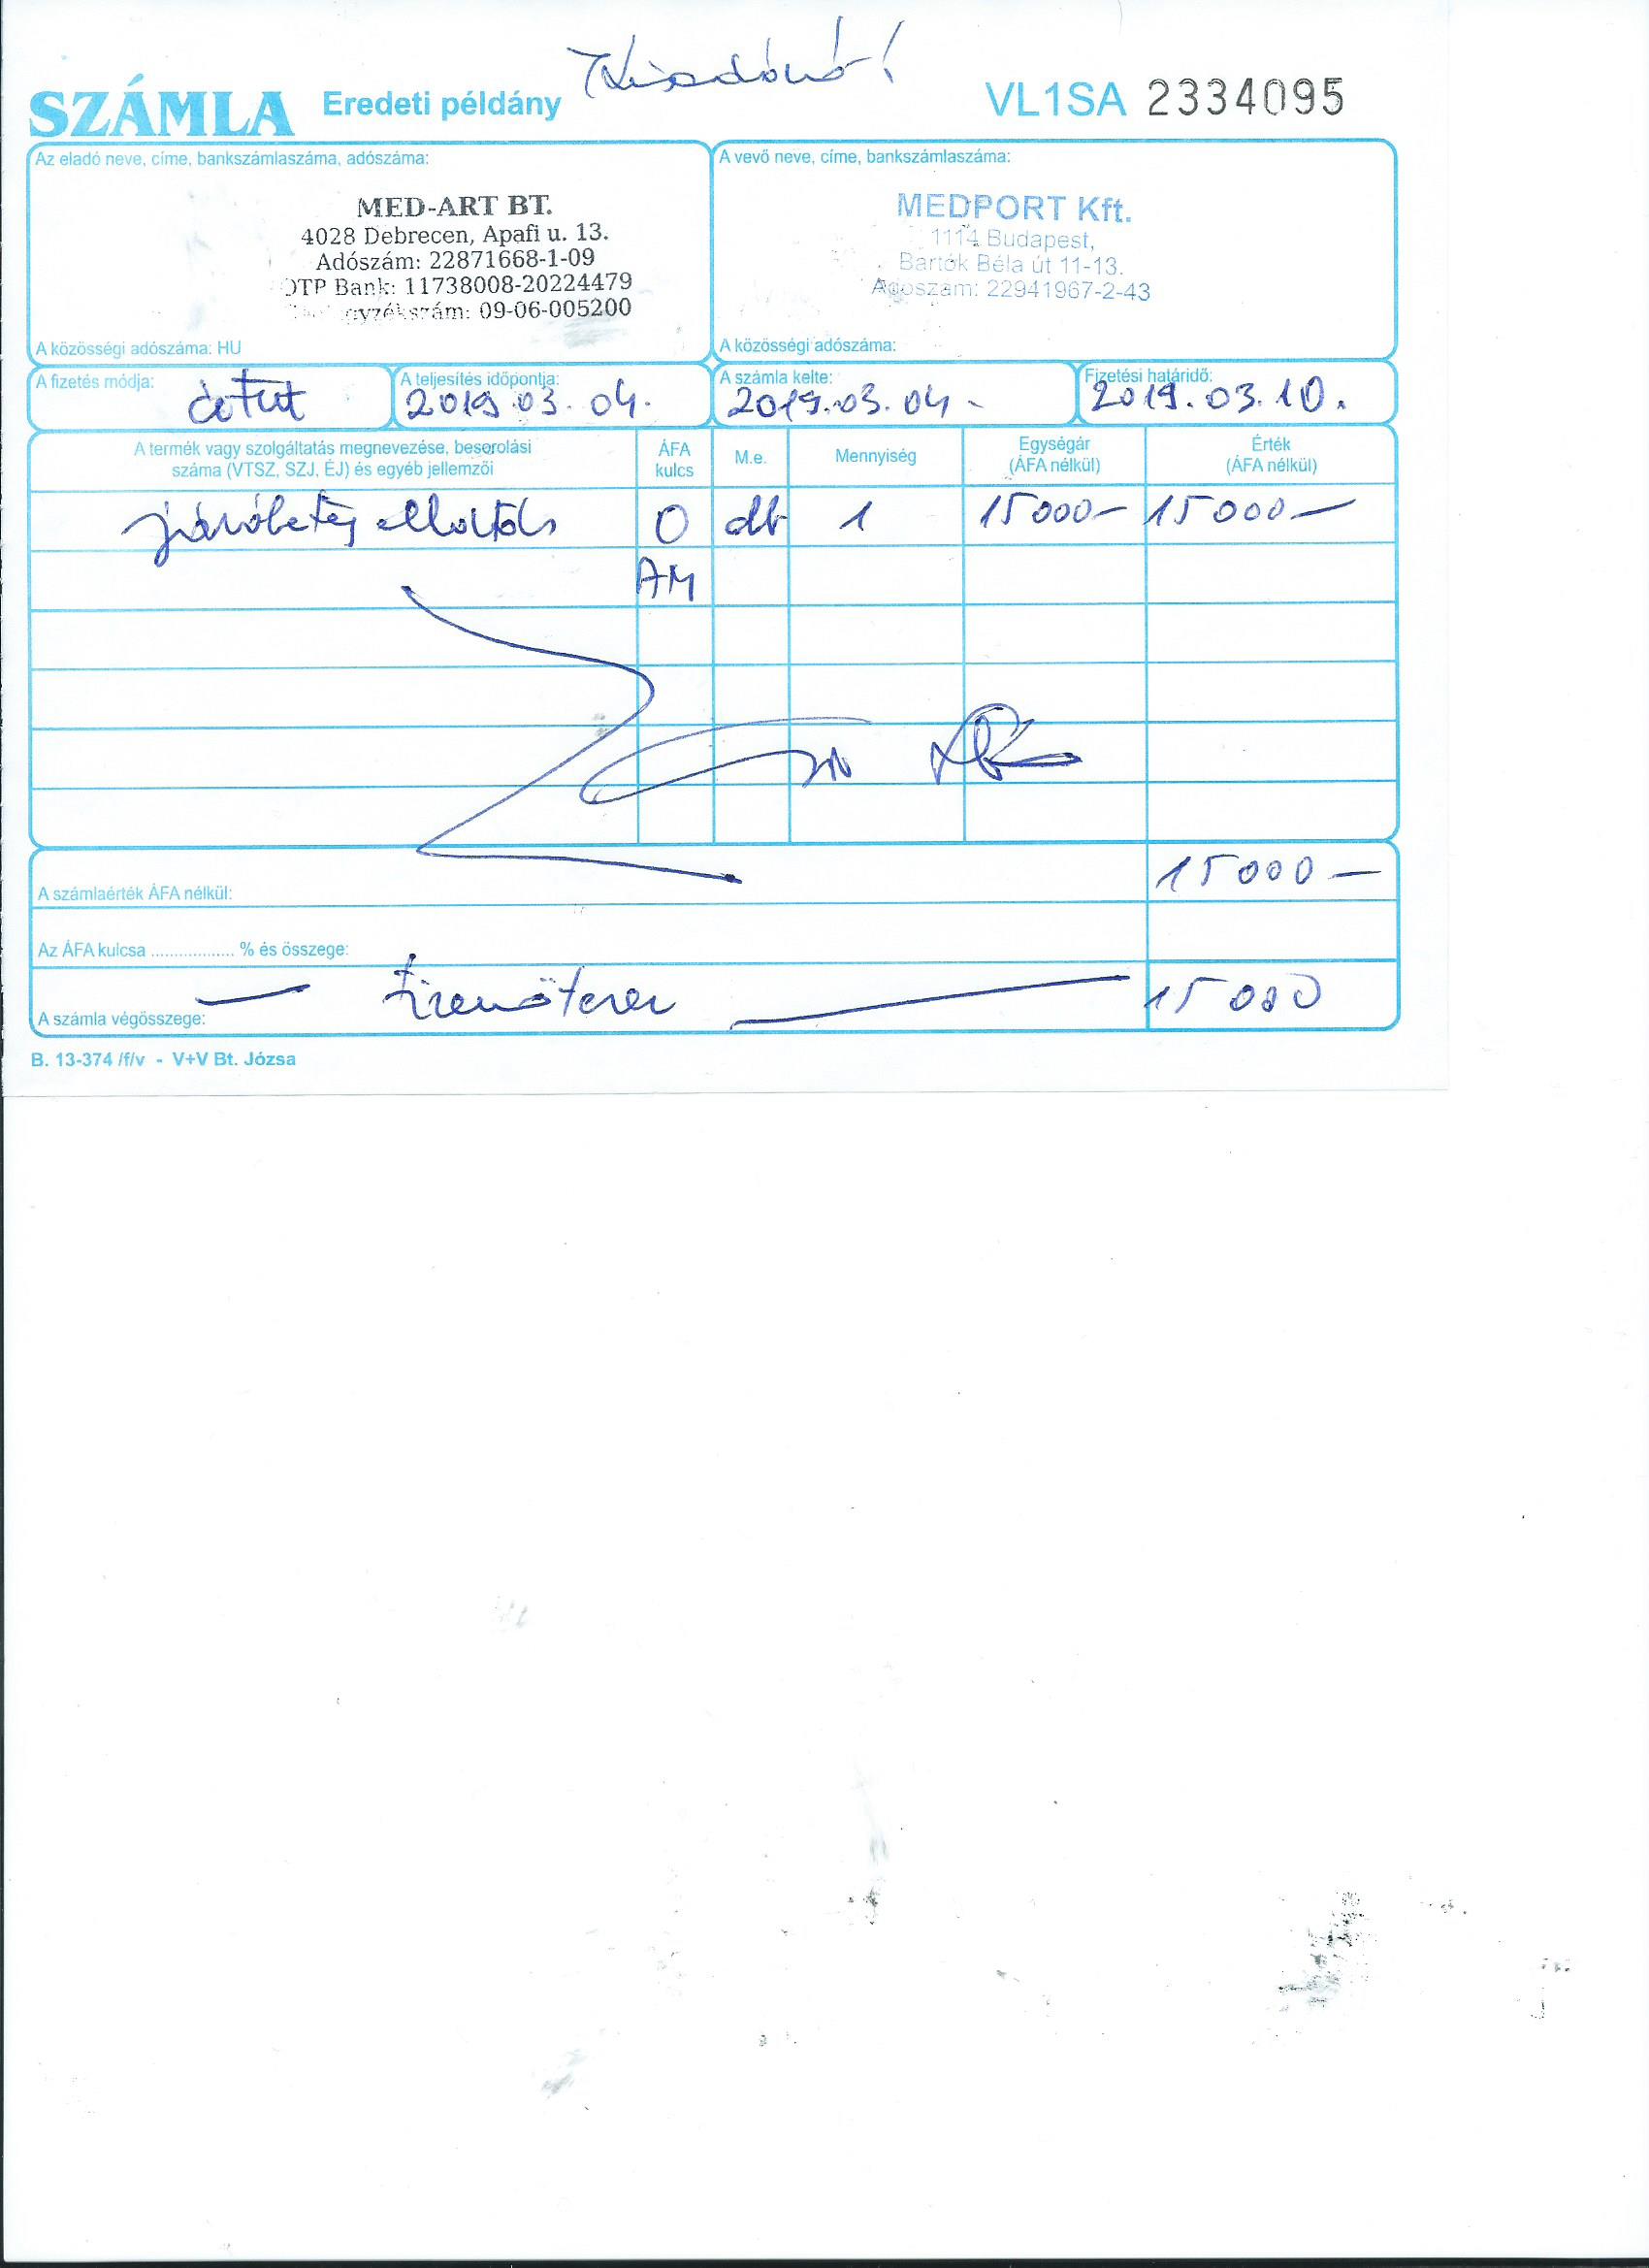 Kiadónő!
SZÁMLA Eredeti példány VL1SA 2334095
Az eladó neve, címe, bankszámlaszáma, adószáma:
MED-ART BT.
4028 Debrecen, Apafi u. 13.
Adószám: 22871668-1-09
OTP Bank: 11738008-20224479
gyzékszám: 09-06-005200
A közösségi adószáma: HU
A vevő neve, címe, bankszámlaszáma:
MEDPORT Kft.
1114 Budapest,
Bartók Béla út 11-13.
Adószám: 22941967-2-43
A közösségi adószáma:
A fizetés módja: átut
A teljesítés időpontja: 2019.03.04.
A számla kelte: 2019.03.04.
Fizetési határidő: 2019.03.10.
A termék vagy szolgáltatás megnevezése, besorolási száma (VTSZ, SZJ, ÉJ) és egyéb jellemzői ÁFA kulcs M.e. Mennyiség Egységár (ÁFA nélkül) Érték (ÁFA nélkül)
járóbeteg ellátás 0 db 1 15000- 15000-
AM
A számlaérték ÁFA nélkül: 15000-
Az ÁFA kulcsa .................. % és összege:
A számla végösszege: - tizenötezer - 15000
B. 13-374 /f/v - V+V Bt. Józsa